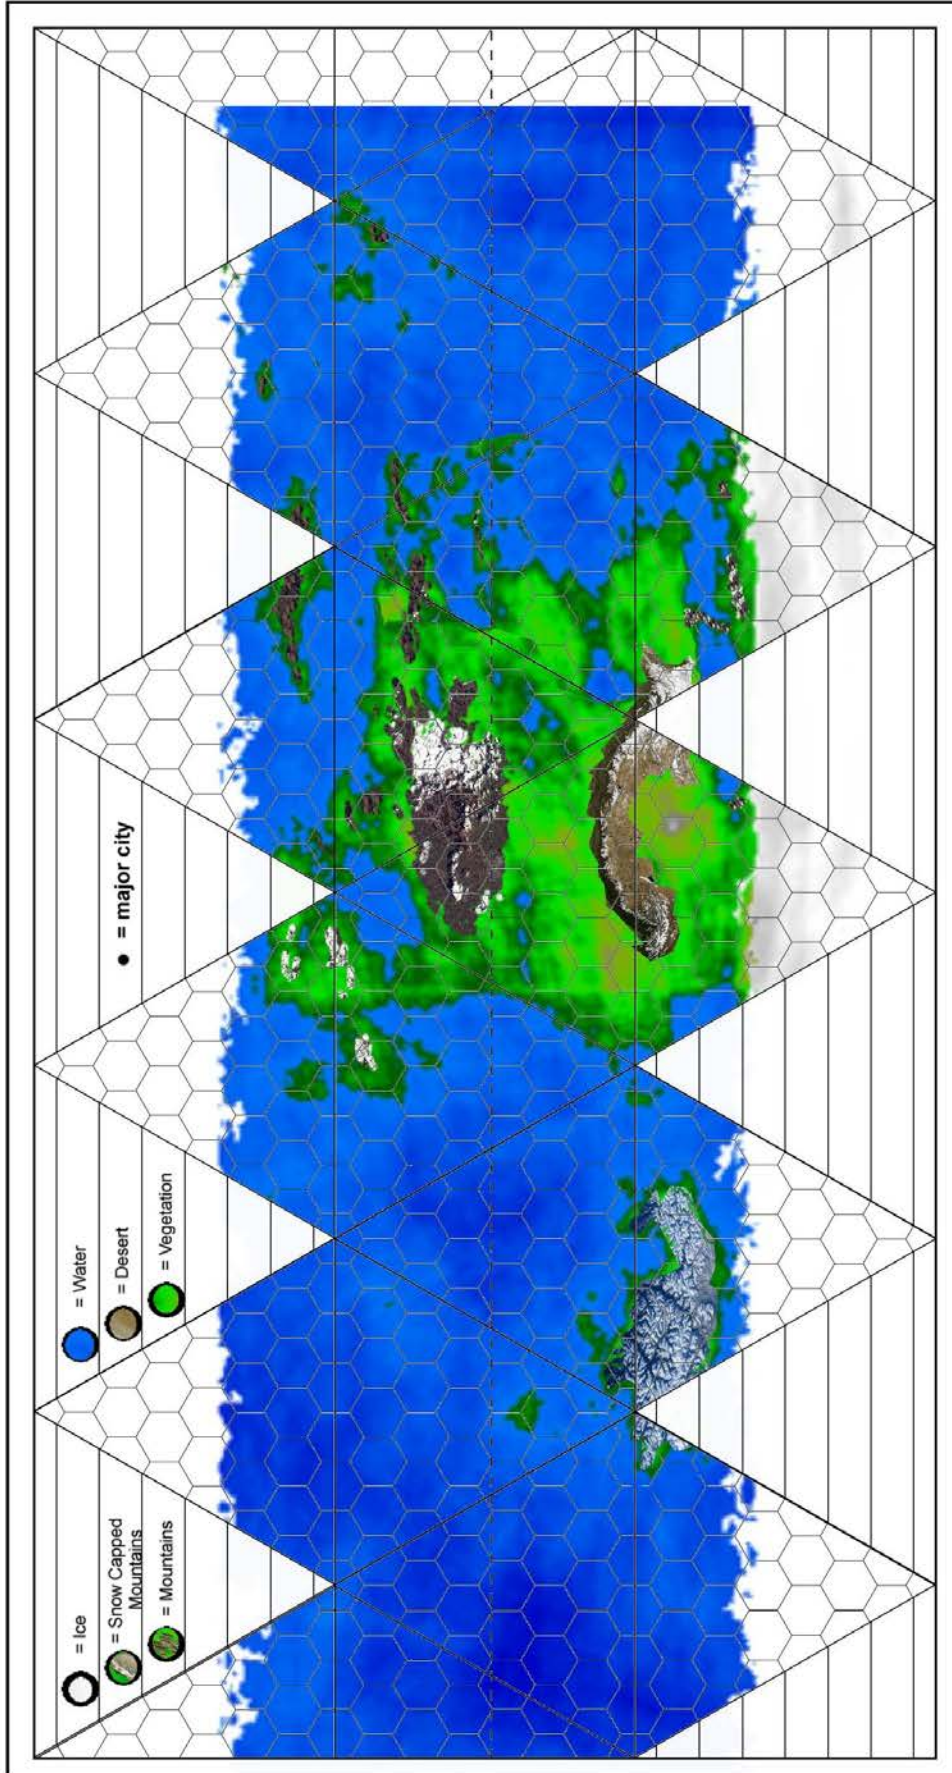 = Ice
= Snow Capped
Mountains
= Mountains
= Water
= Desert
= Vegetation
= major city